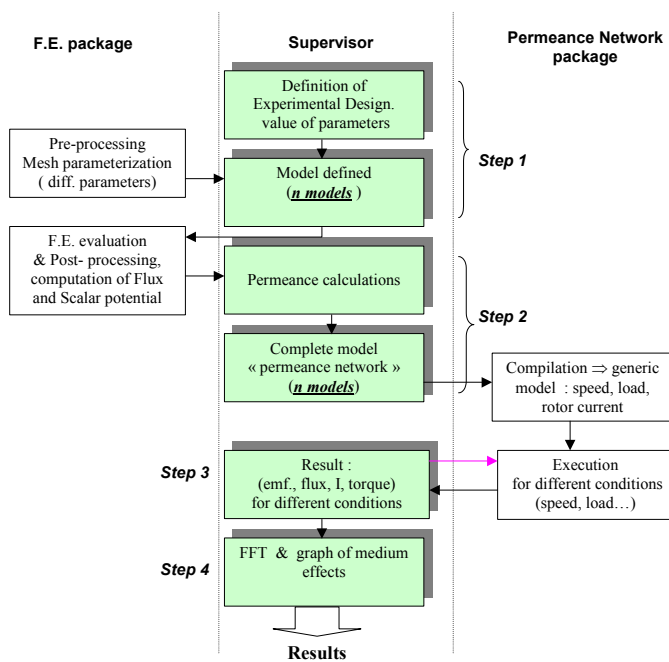 F.E. package
Supervisor
Permeance Network
package
Definition of
Experimental Design.
value of parameters
Step 1
Pre-processing
Mesh parameterization
( diff. parameters)
Model defined
(n models )
F.E. evaluation
& Post- processing,
computation of Flux
and Scalar potential
Permeance calculations
Step 2
Complete model
« permeance network »
(n models)
Compilation ⇒ generic
model : speed, load,
rotor current
Step 3
Result :
(emf., flux, I, torque)
for different conditions
Execution
for different conditions
(speed, load…)
Step 4
FFT & graph of medium
effects
Results